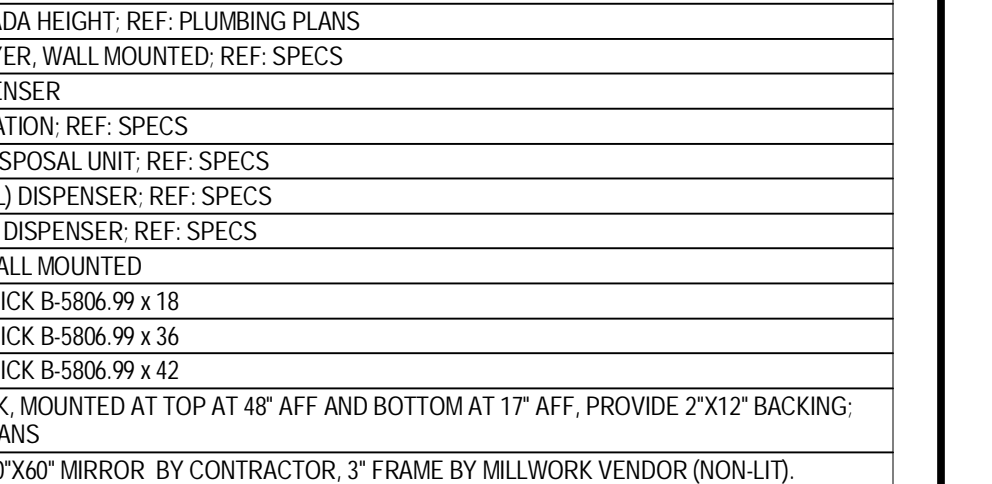 ADA HEIGHT; REF: PLUMBING PLANS
YER, WALL MOUNTED; REF: SPECS
ENSER
ATION; REF: SPECS
SPOSAL UNIT; REF: SPECS
L) DISPENSER; REF: SPECS
DISPENSER; REF: SPECS
ALL MOUNTED
ICK B-5806.99 x 18
ICK B-5806.99 x 36
ICK B-5806.99 x 42
K, MOUNTED AT TOP AT 48" AFF AND BOTTOM AT 17" AFF, PROVIDE 2"X12" BACKING;
ANS
0"X60" MIRROR BY CONTRACTOR, 3" FRAME BY MILLWORK VENDOR (NON-LIT).